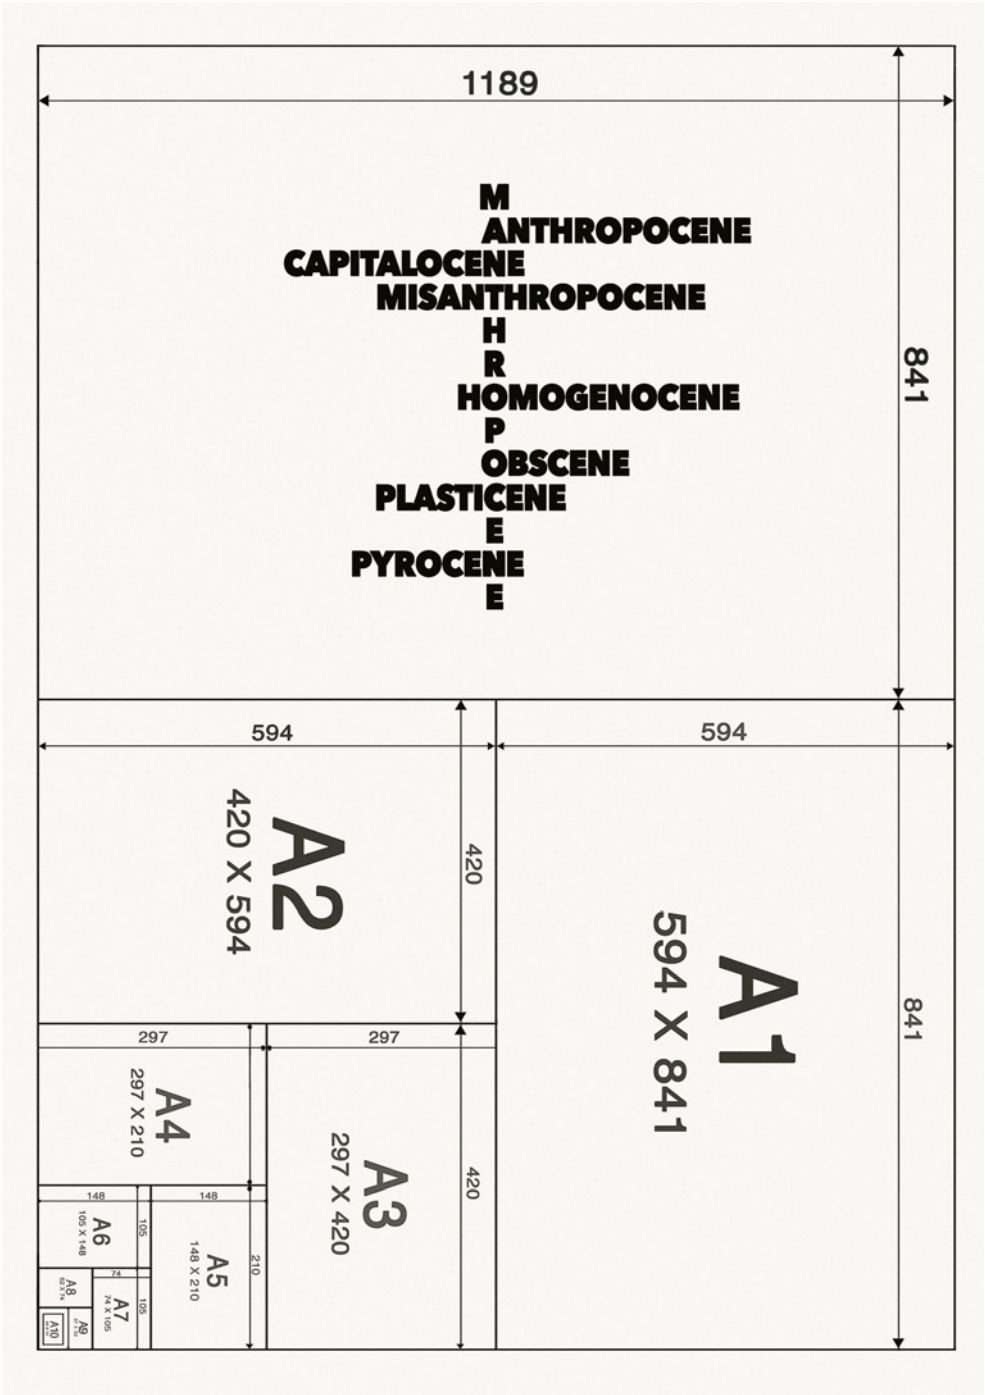 1189
M
ANTHROPOCENE
CAPITALOCENE
MISANTHROPOCENE
H
R
HOMOGENOCENE
P
OBSCENE
PLASTICENE
E
PYROCENE
E
841
594
594
A2
420 X 594
420
A1
594 X 841
841
297
297
A4
297 X 210
A3
297 X 420
420
148
148
A6
105 X 148
105
A5
148 X 210
210
74
A8
52 X 74
A7
74 X 105
105
A10
A9